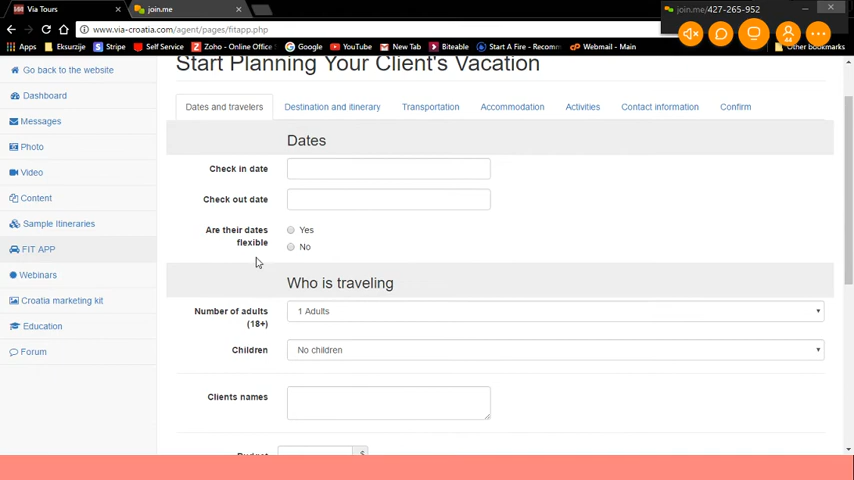 Via Tours
join.me
join.me/427-265-952
www.via-croatia.com/agent/pages/fitapp.php
44
Apps Eksurzije Stripe Self Service Zoho - Online Office Google YouTube New Tab Biteable Start A Fire - Recomm Webmail - Main Other bookmarks
Go back to the website
Dashboard
Messages
Photo
Video
Content
Sample Itineraries
FIT APP
Webinars
Croatia marketing kit
Education
Forum
Start Planning Your Client's Vacation
Dates and travelers Destination and itinerary Transportation Accommodation Activities Contact information Confirm
Dates
Check in date
Check out date
Are their dates
flexible
Yes
No
Who is traveling
Number of adults
(18+)
1 Adults
Children
No children
Clients names
Budget
$